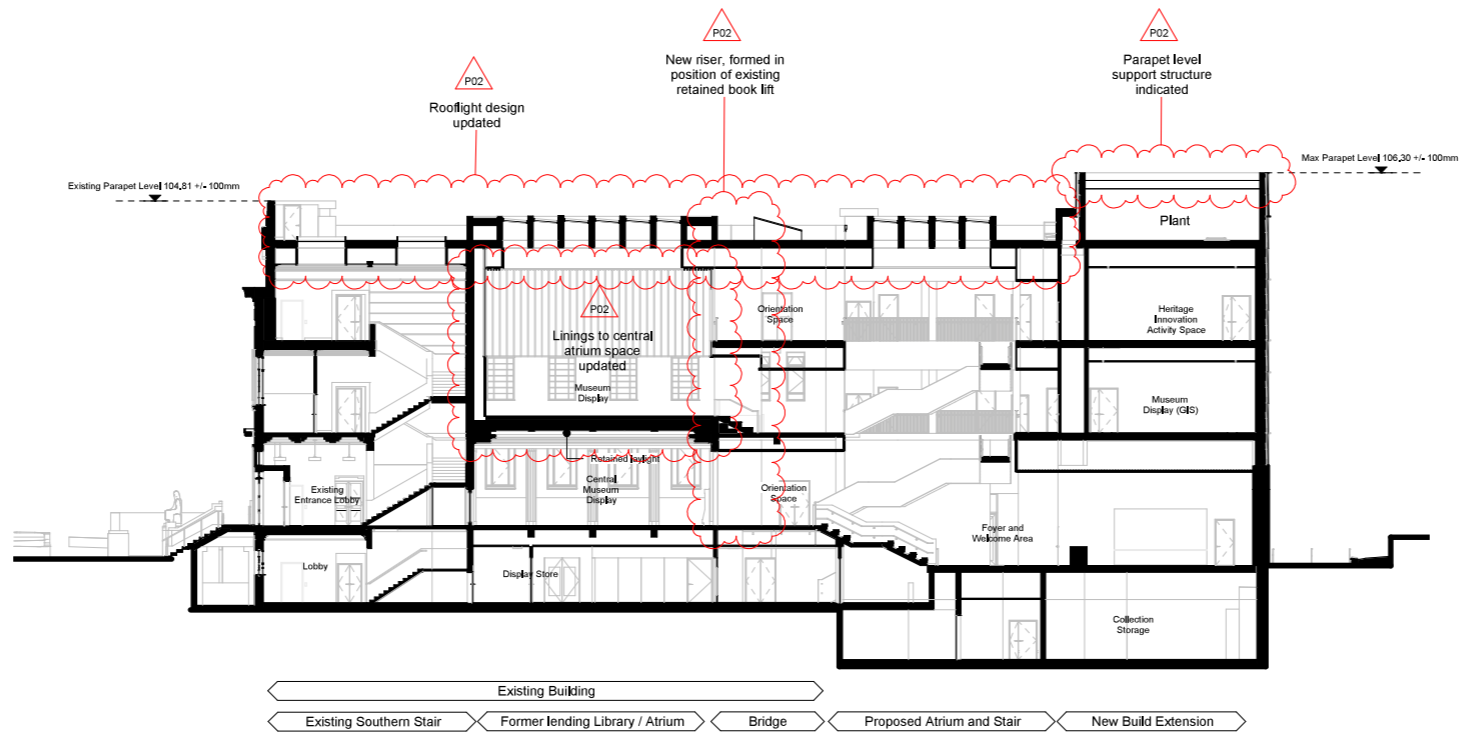 P02
New riser, formed in
position of existing
retained book lift
P02
Parapet level
support structure
indicated
P02
Rooflight design
updated
Existing Parapet Level 104.81 +/- 100mm
Max Parapet Level 106.30 +/- 100mm
Plant
P02
Linings to central
atrium space
updated
Museum
Display
Orientation
Space
Heritage
Innovation
Activity Space
Museum
Display (GIS)
Retained laylight
Central
Museum
Display
Existing
Entrance Lobby
Orientation
Space
Foyer and
Welcome Area
Lobby
Display Store
Collection
Storage
Existing Building
Existing Southern Stair
Former lending Library / Atrium
Bridge
Proposed Atrium and Stair
New Build Extension